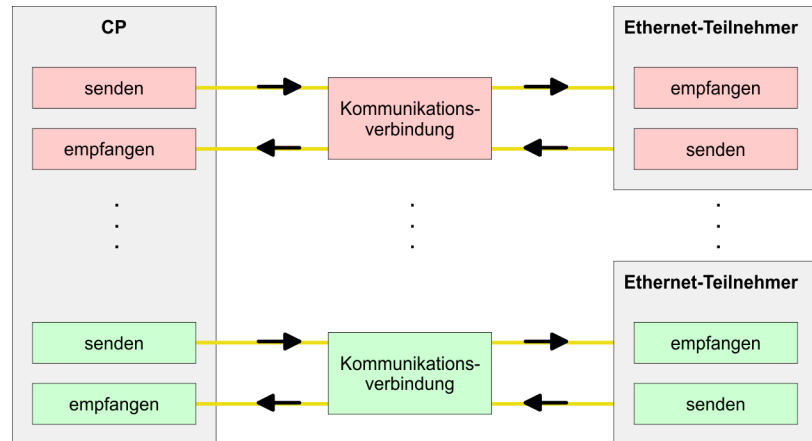 CP
Ethernet-Teilnehmer
senden
empfangen
Kommunikations-
verbindung
empfangen
senden
Ethernet-Teilnehmer
senden
empfangen
Kommunikations-
verbindung
empfangen
senden